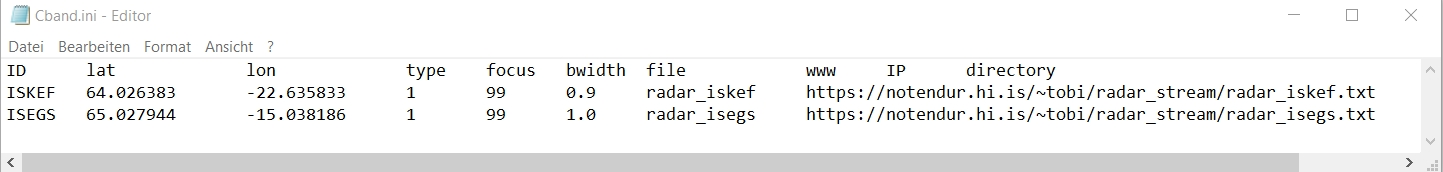 Cband.ini - Editor
Datei Bearbeiten Format Ansicht ?
ID lat lon type focus bwidth file www IP directory
ISKEF 64.026383 -22.635833 1 99 0.9 radar_iskef https://notendur.hi.is/~tobi/radar_stream/radar_iskef.txt
ISEGS 65.027944 -15.038186 1 99 1.0 radar_isegs https://notendur.hi.is/~tobi/radar_stream/radar_isegs.txt